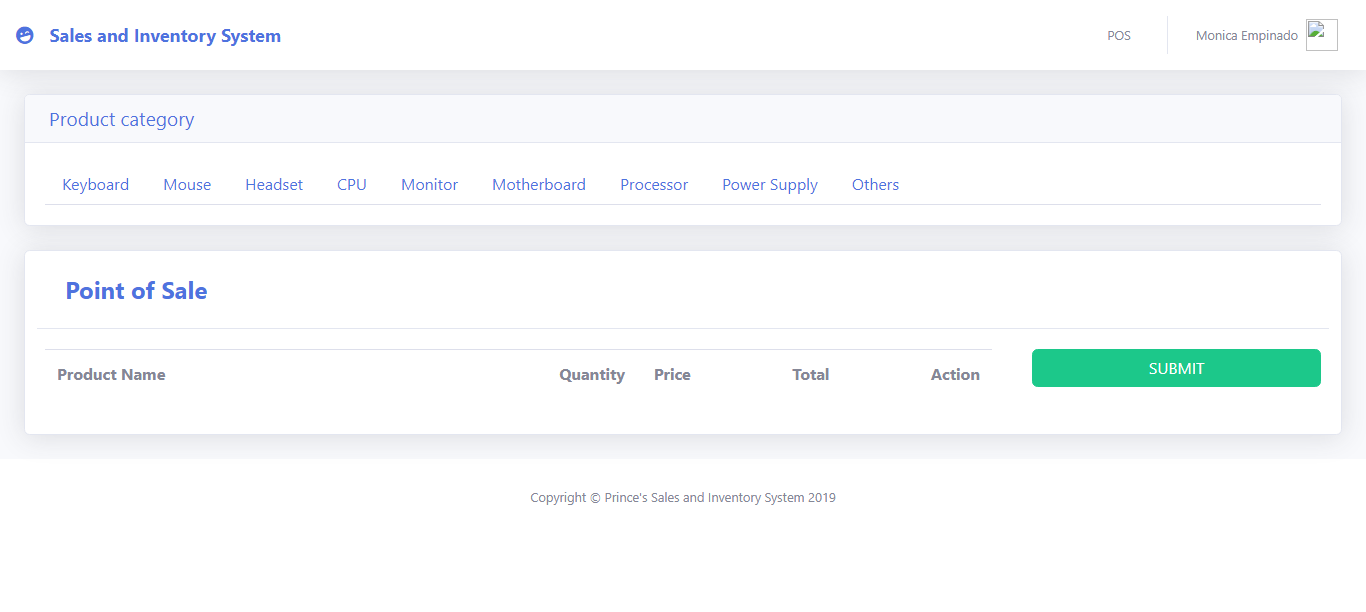 Sales and Inventory System POS Monica Empinado
Product category
Keyboard Mouse Headset CPU Monitor Motherboard Processor Power Supply Others
Point of Sale
Product Name Quantity Price Total Action SUBMIT
Copyright © Prince's Sales and Inventory System 2019